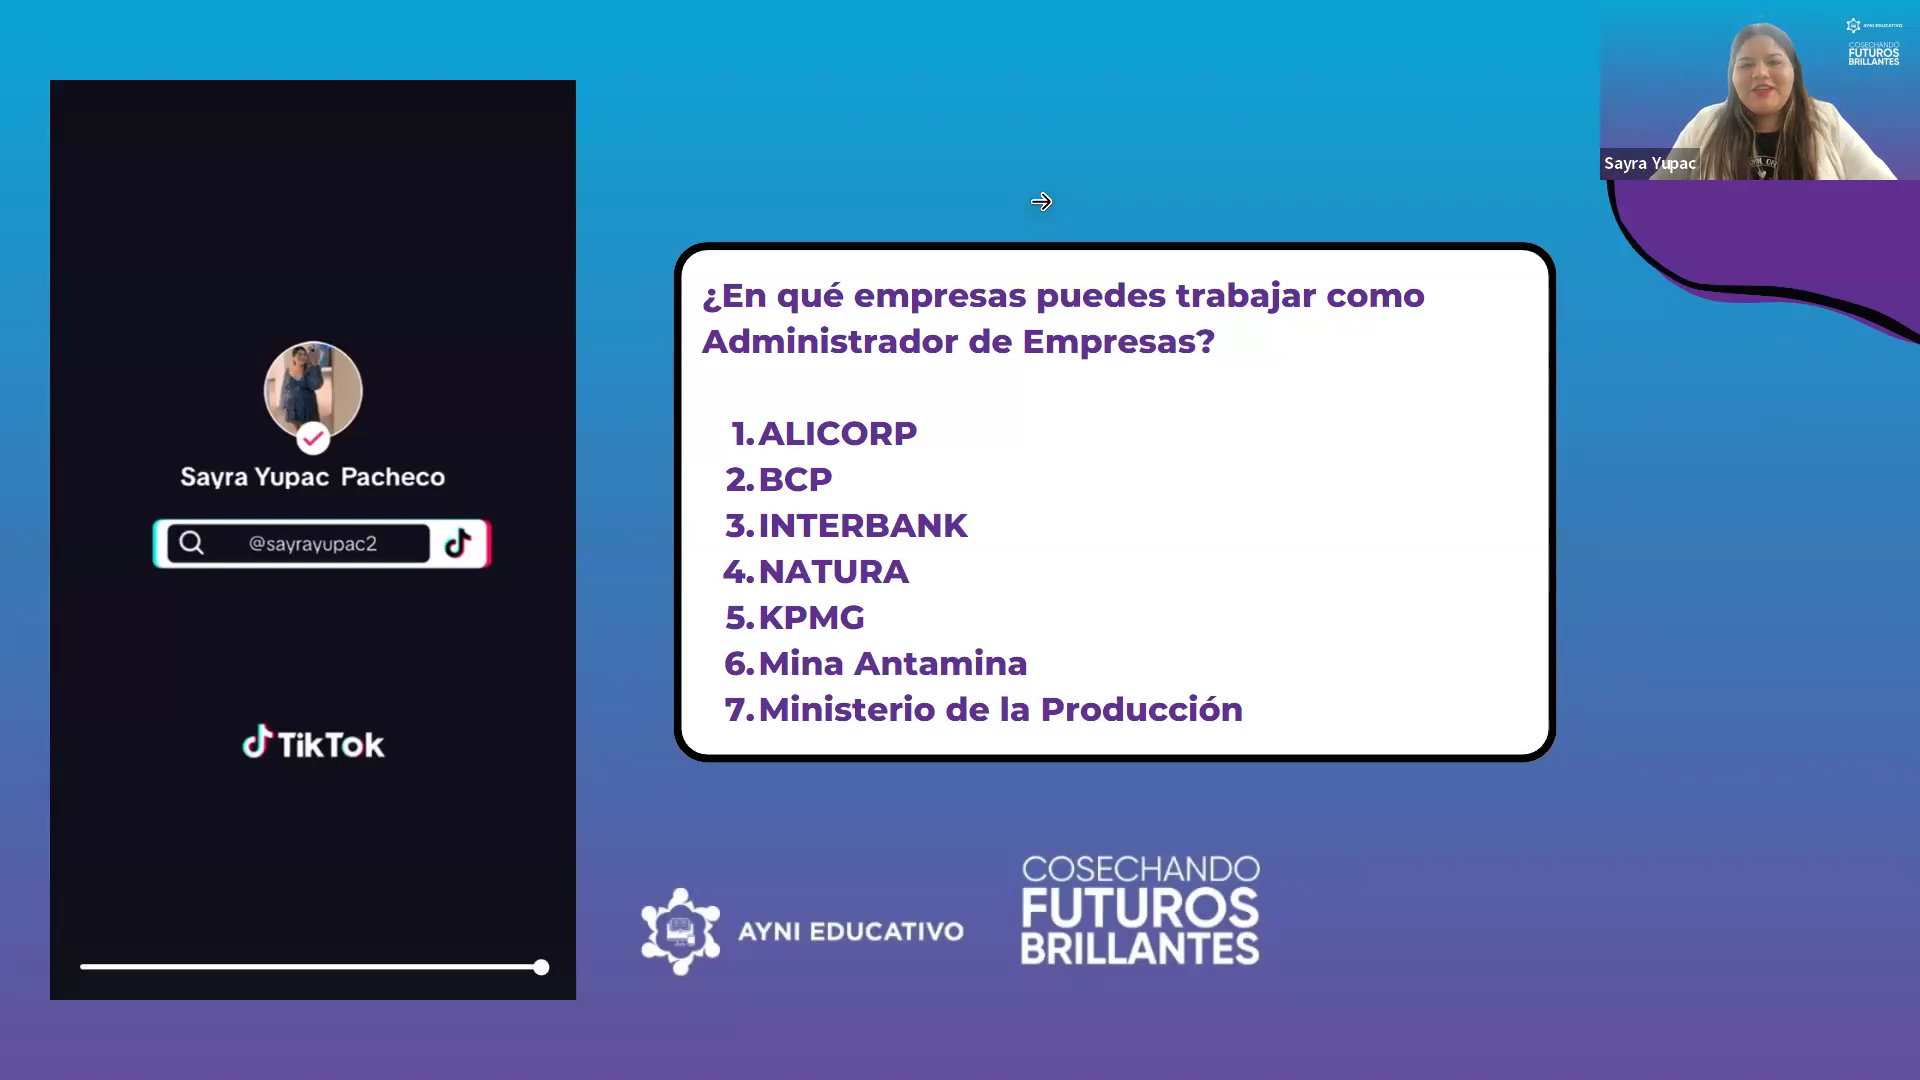 Sayra Yupac Pacheco
@sayrayupac2
TikTok
¿En qué empresas puedes trabajar como
Administrador de Empresas?
1. ALICORP
2. BCP
3. INTERBANK
4. NATURA
5. KPMG
6. Mina Antamina
7. Ministerio de la Producción
AYNI EDUCATIVO
COSECHANDO
FUTUROS
BRILLANTES
AYNI EDUCATIVO
COSECHANDO
FUTUROS
BRILLANTES
Sayra Yupac